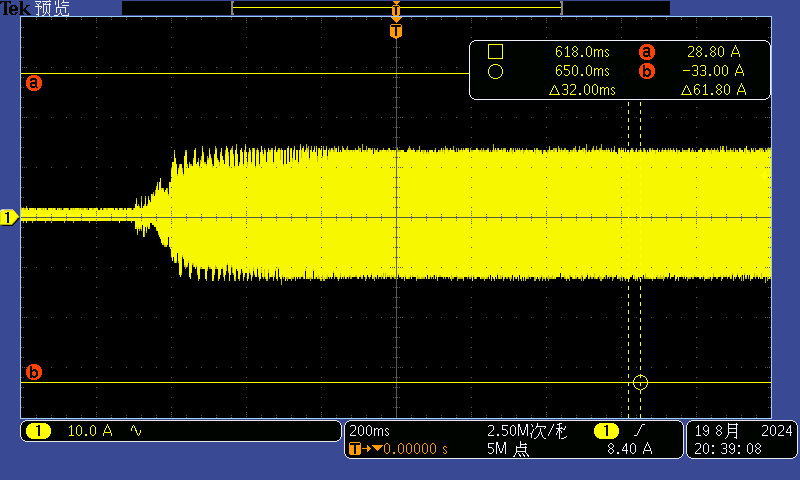 Tek 预览
T
T
a
618.0ms a 28.80 A
650.0ms b -33.00 A
△32.00ms △61.80 A
1
b
1 10.0 A ∿
200ms 2.50M次/秒 1 ∫
T→▼0.00000 s 5M 点 8.40 A
19 8月 2024
20:39:08